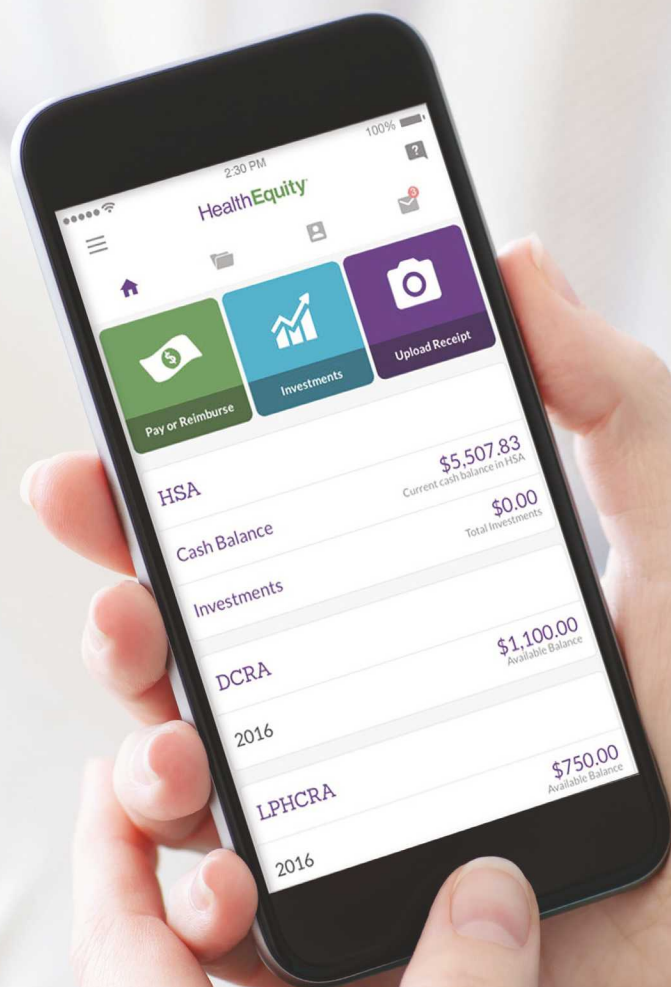 2:30 PM
100%
?
HealthEquity
3
$
Pay or Reimburse
Investments
Upload Receipt
HSA
Cash Balance
$5,507.83
Current cash balance in HSA
Investments
$0.00
Total Investments
DCRA
2016
$1,100.00
Available Balance
LPHCRA
2016
$750.00
Available Balance